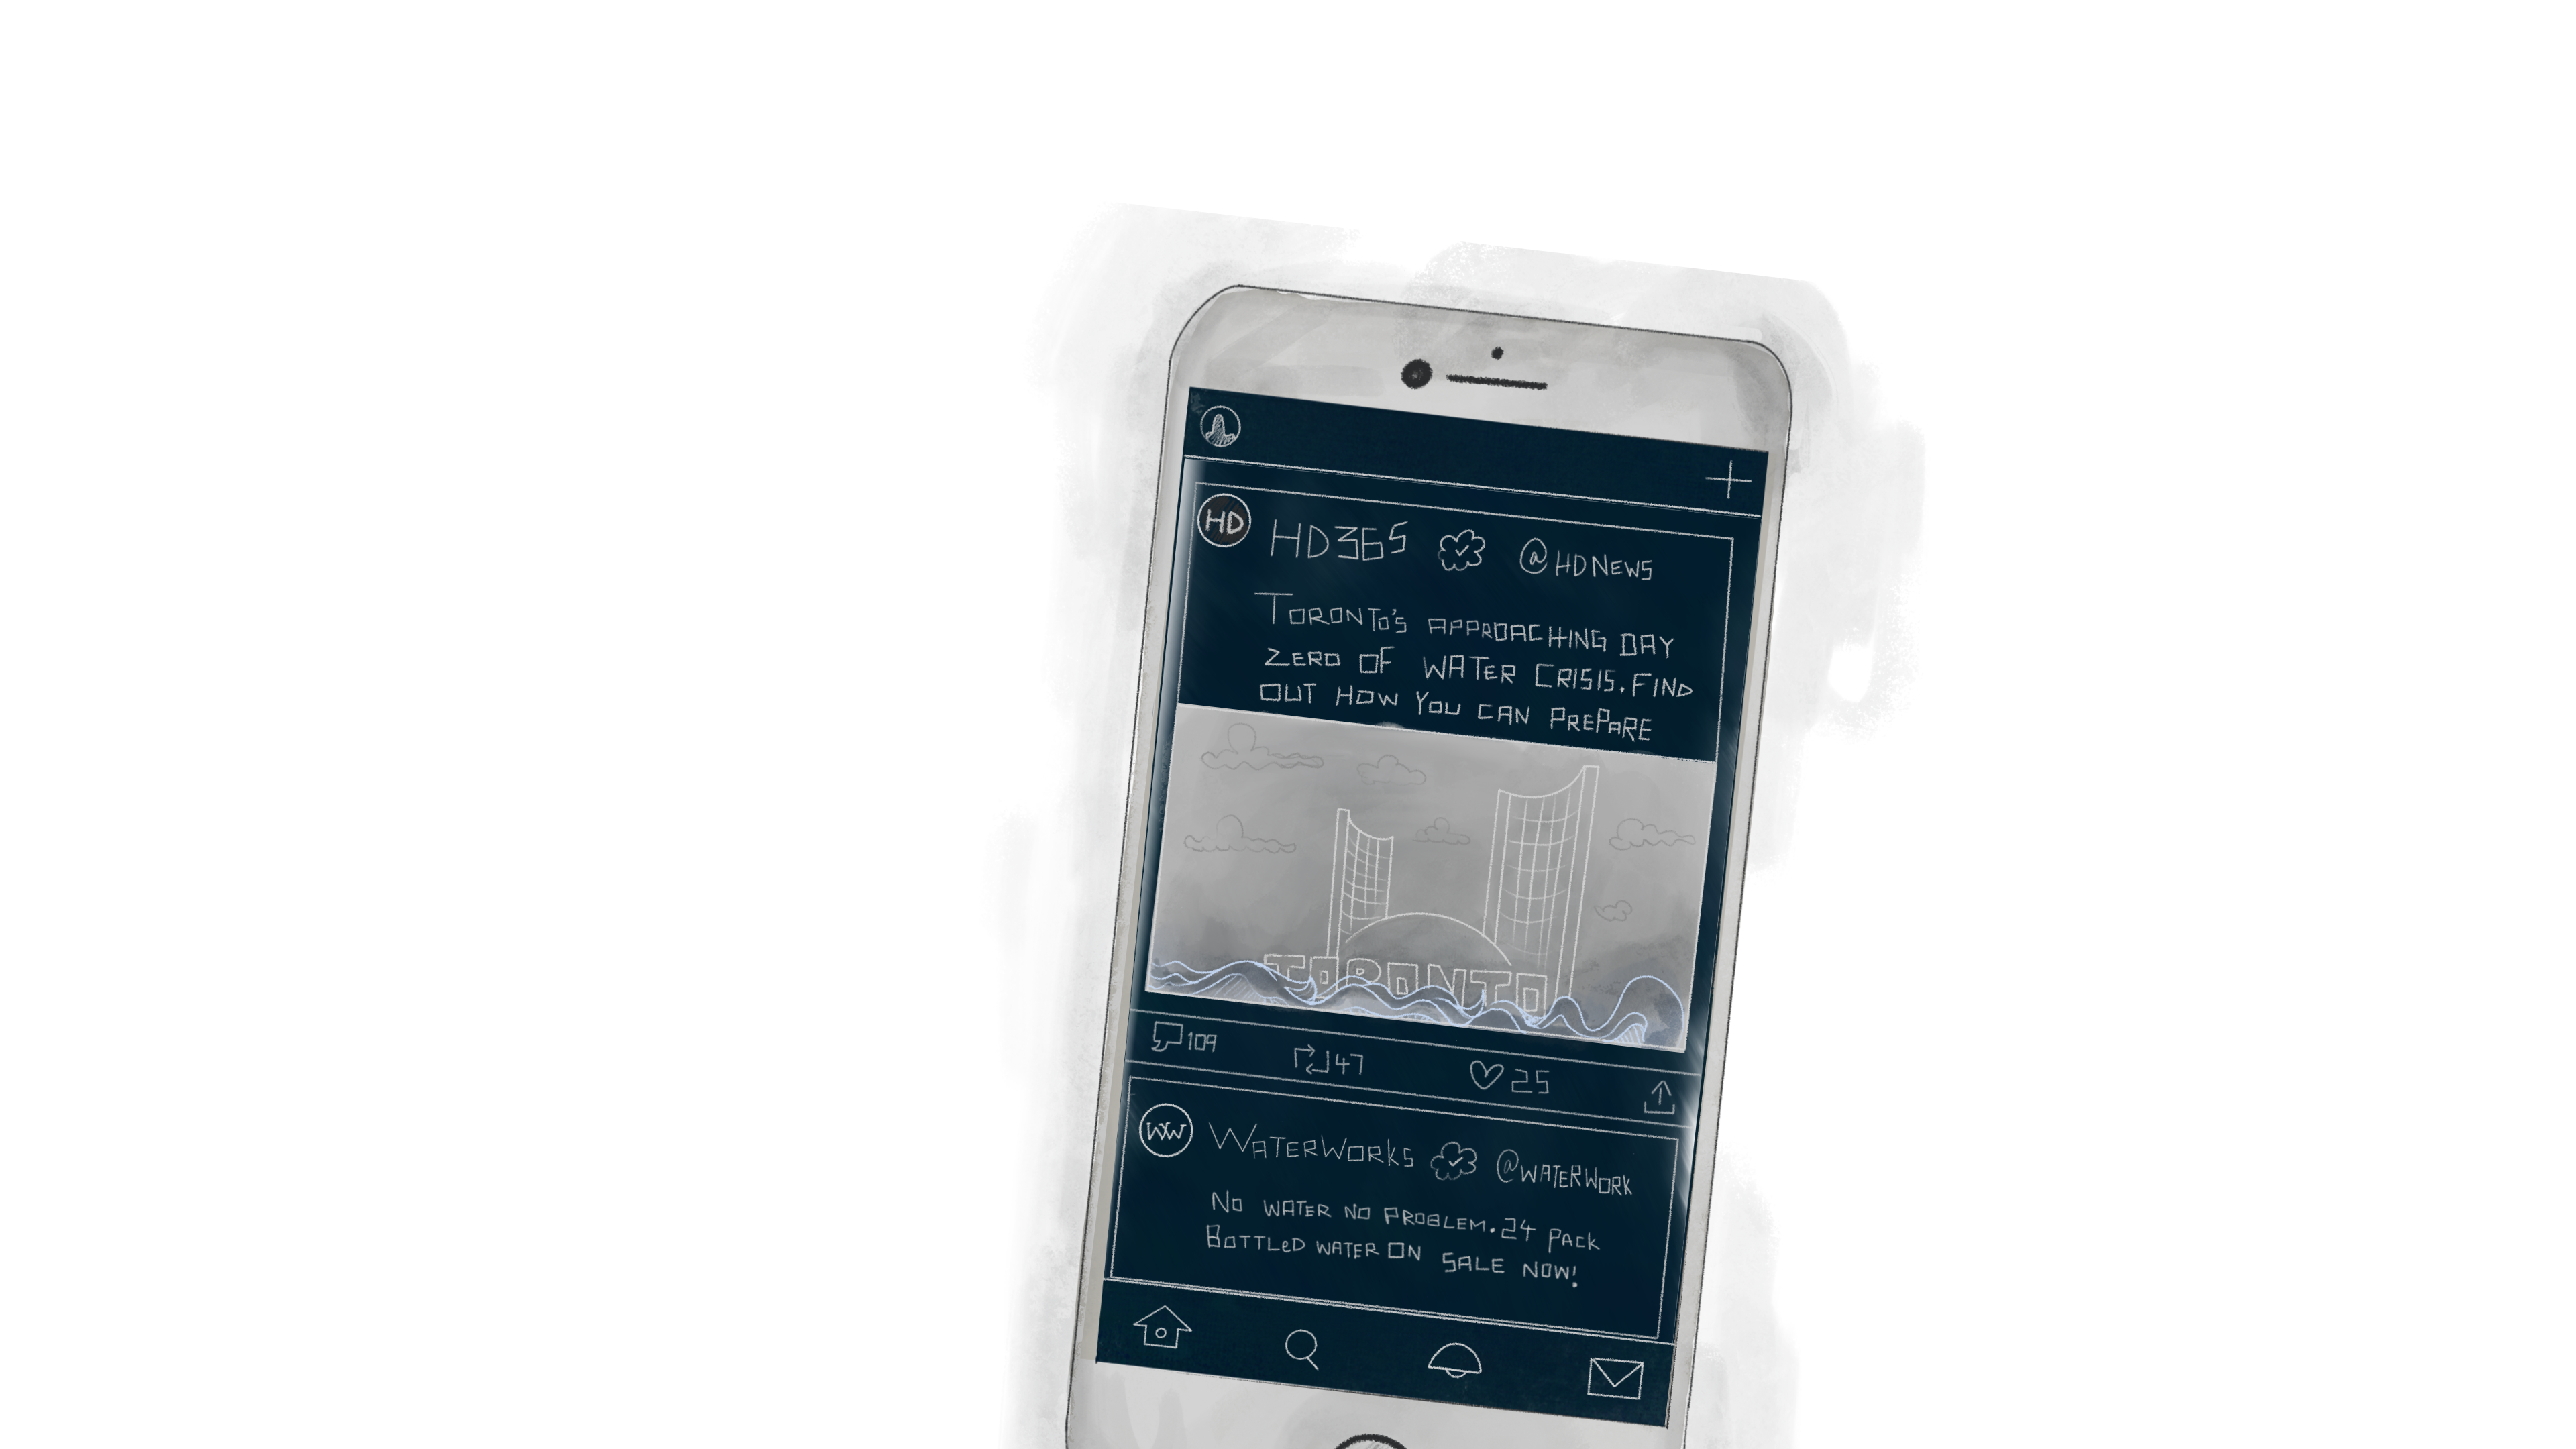 HD
HD365 @HDNEWS
TORONTO'S APPROACHING DAY
ZERO OF WATER CRISIS. FIND
OUT HOW YOU CAN PREPARE
TORONTO
109 47 25
WW
WATERWORKS @WATERWORK
NO WATER NO PROBLEM. 24 PACK
BOTTLED WATER ON SALE NOW!